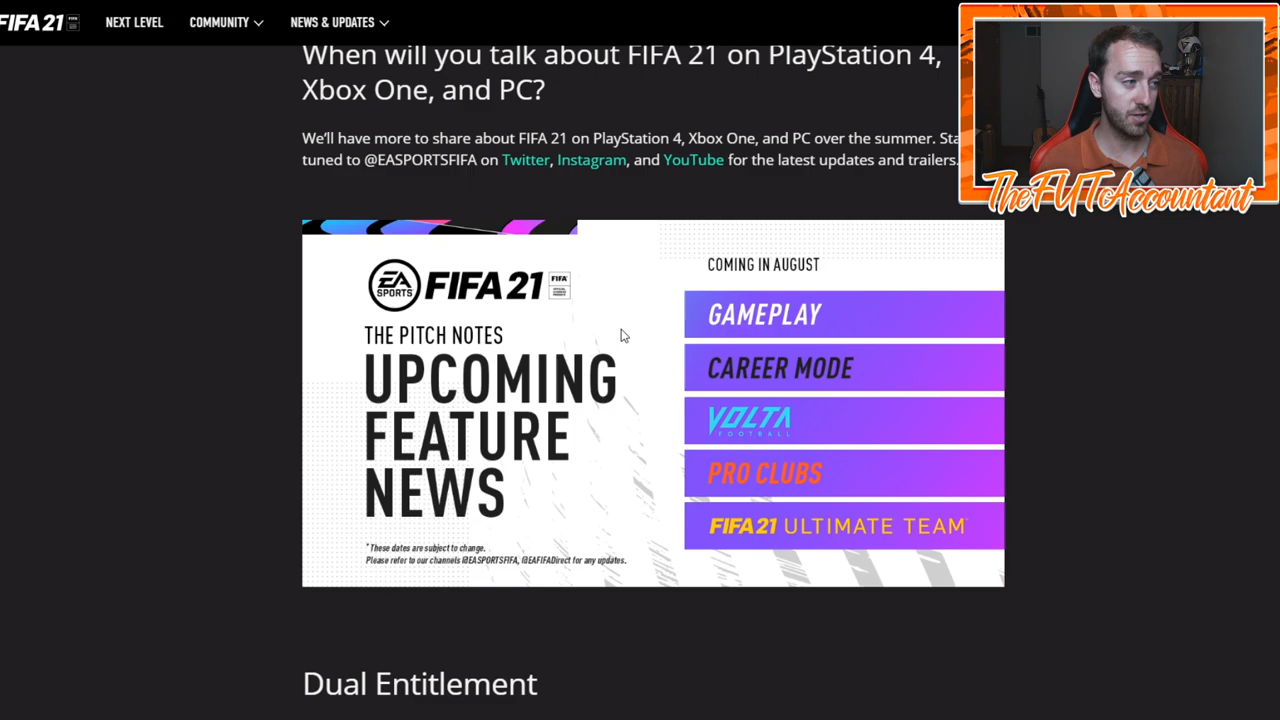 FIFA 21 NEXT LEVEL COMMUNITY NEWS & UPDATES
When will you talk about FIFA 21 on PlayStation 4,
Xbox One, and PC?
We'll have more to share about FIFA 21 on PlayStation 4, Xbox One, and PC over the summer.
tuned to @EASPORTSFIFA on Twitter, Instagram, and YouTube for the latest updates and trailers.
TheFUTAccountant
EA SPORTS FIFA 21
THE PITCH NOTES
UPCOMING
FEATURE
NEWS
* These dates are subject to change.
Please refer to our channels @EASPORTSFIFA, @EAFIFADirect for any updates.
COMING IN AUGUST
GAMEPLAY
CAREER MODE
VOLTA
FOOTBALL
PRO CLUBS
FIFA 21 ULTIMATE TEAM
Dual Entitlement